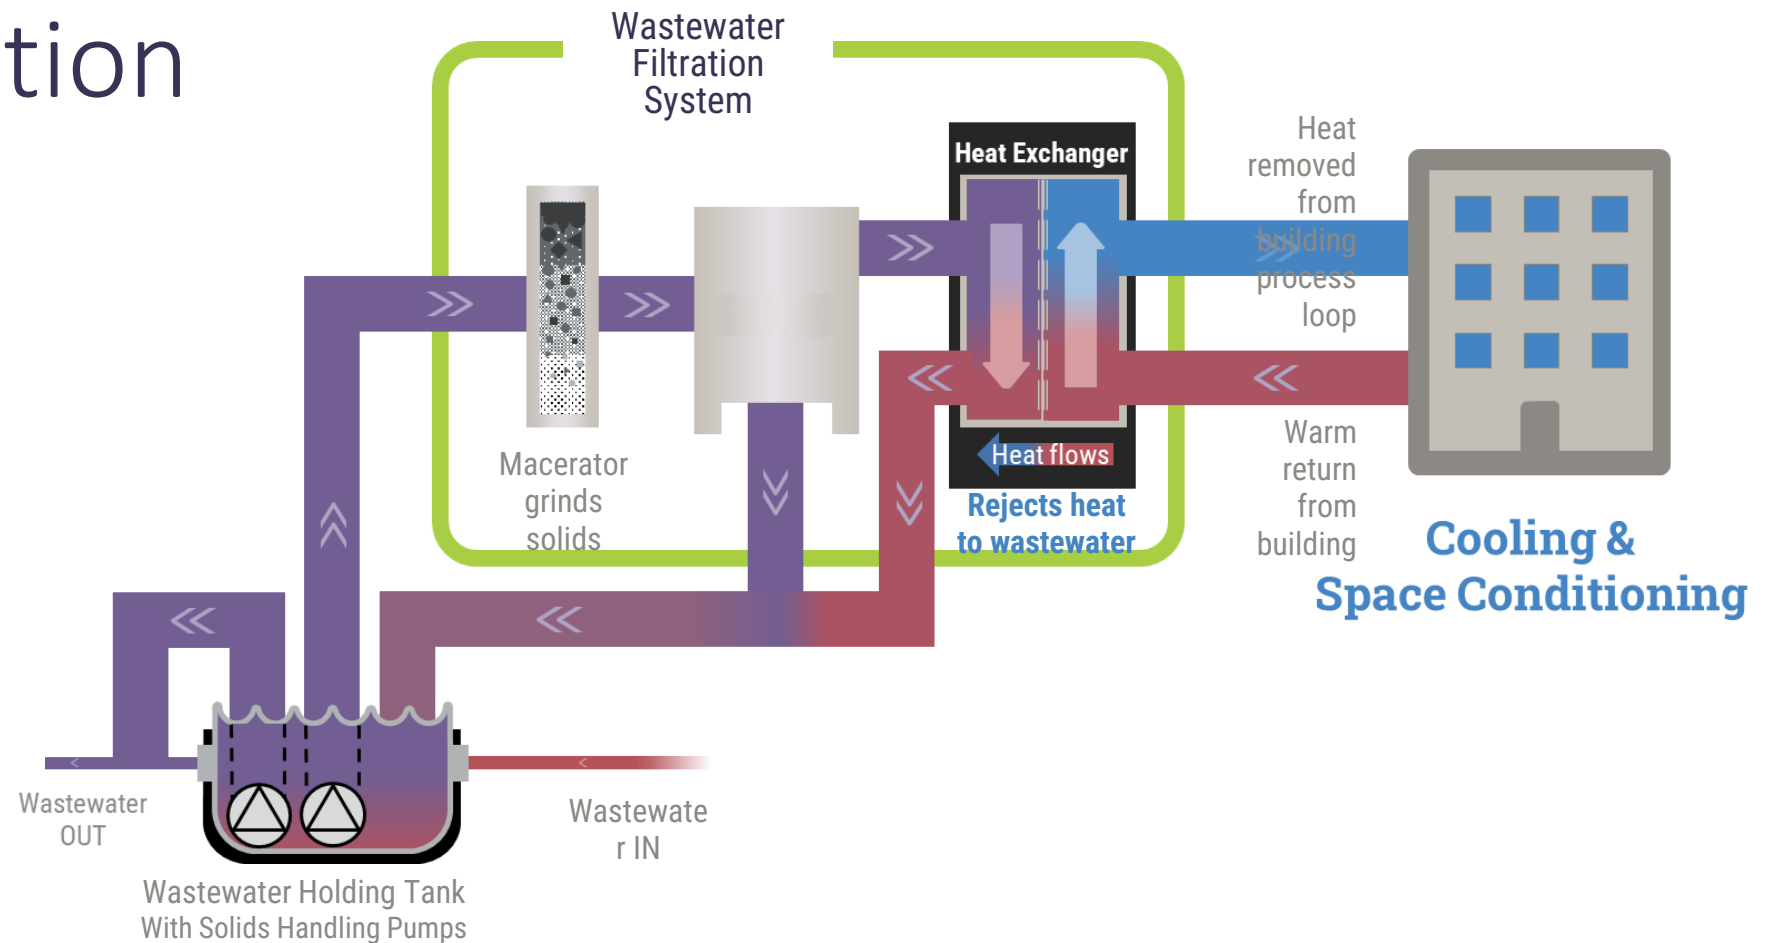 tion
Wastewater
Filtration
System
Heat Exchanger
Heat
removed
from
building
process
loop
Macerator
grinds
solids
Heat flows
Rejects heat
to wastewater
Warm
return
from
building
Cooling &
Space Conditioning
Wastewater
OUT
Wastewate
r IN
Wastewater Holding Tank
With Solids Handling Pumps